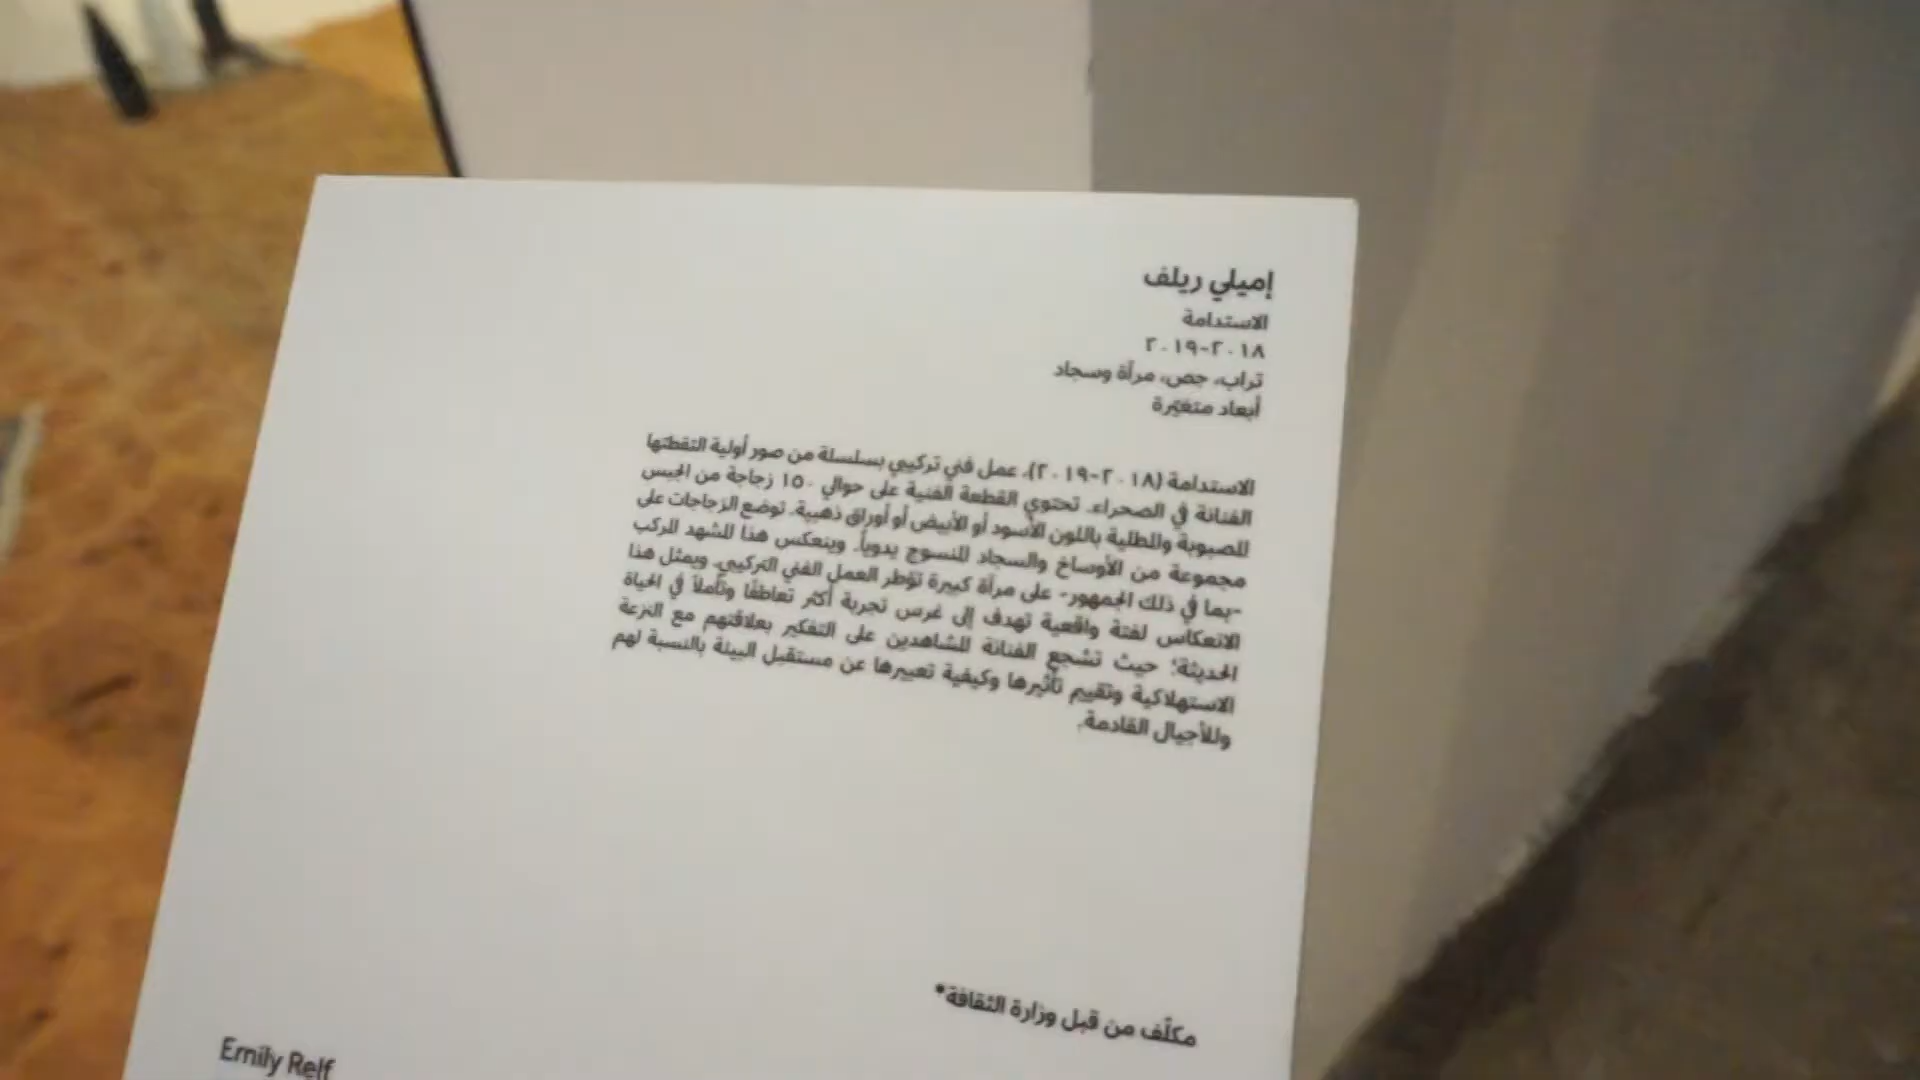 إميلي ريلف
الاستدامة
٢٠١٨-٢٠١٩
تراب، جص، مرآة وسجاد
أبعاد متغيّرة
الاستدامة (٢٠١٨-٢٠١٩)، عمل فني تركيبي بسلسلة من صور أولية التقطتها
الفنانة في الصحراء. تحتوي القطعة الفنية على حوالي ١٥٠ زجاجة من الجبس
المصبوبة والمطلية باللون الأسود أو الأبيض أو أوراق ذهبية. توضع الزجاجات على
مجموعة من الأوساخ والسجاد المنسوج يدوياً. وينعكس هذا المشهد المركب
-بما في ذلك الجمهور- على مرآة كبيرة تؤطر العمل الفني التركيبي. ويمثل هذا
الانعكاس لفتة واقعية تهدف إلى غرس تجربة أكثر تعاطفًا وتأملاً في الحياة
الحديثة؛ حيث تشجع الفنانة المشاهدين على التفكير بعلاقتهم مع النزعة
الاستهلاكية وتقييم تأثيرها وكيفية تعبيرها عن مستقبل البيئة بالنسبة لهم
وللأجيال القادمة.
مكلّف من قبل وزارة الثقافة*
Emily Relf